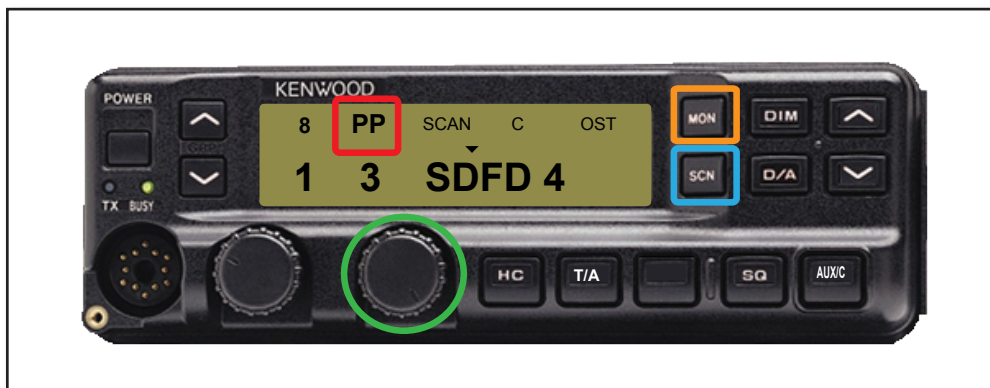 KENWOOD
POWER
8 PP SCAN C OST
1 3 SDFD 4
MON DIM
SCN D/A
TX BUSY
HC T/A SQ AUX/C